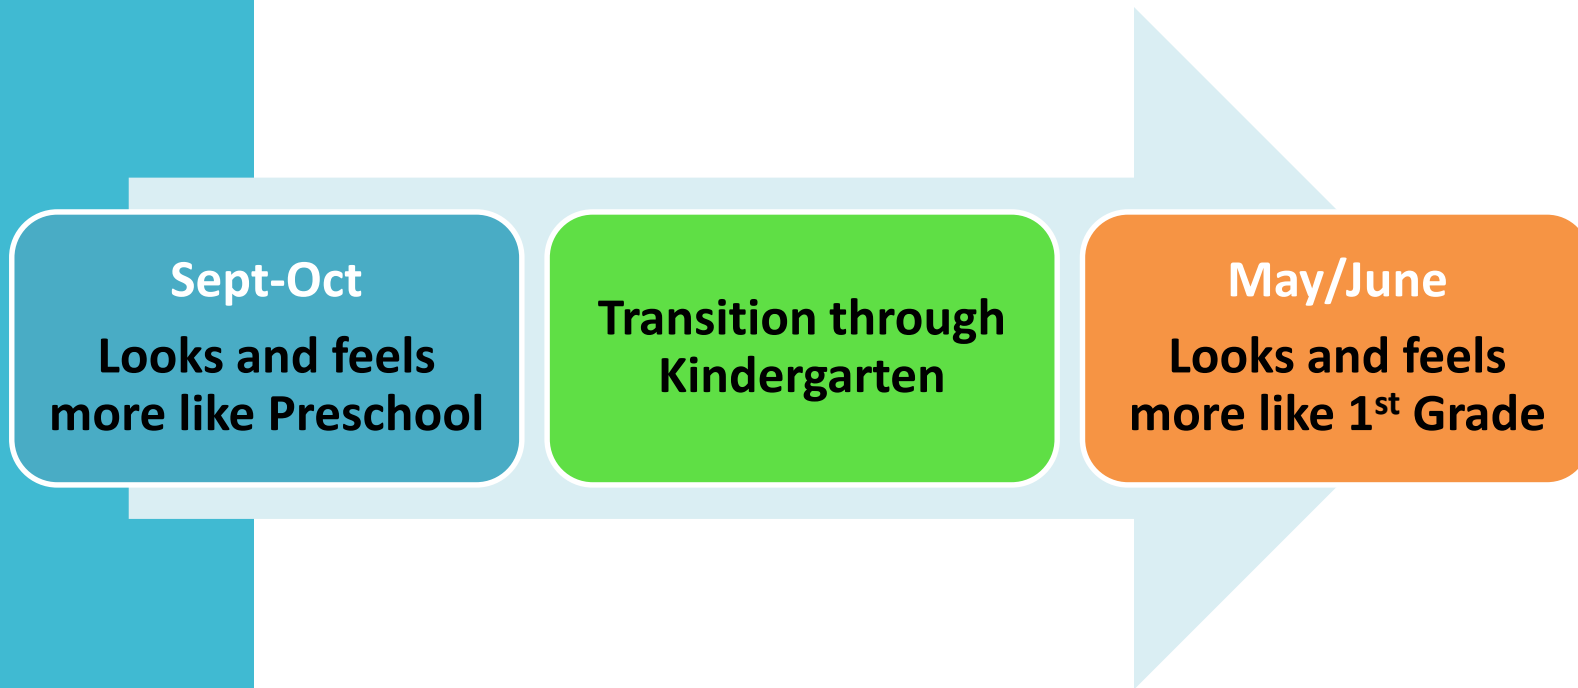 Sept-Oct
Looks and feels
more like Preschool
Transition through
Kindergarten
May/June
Looks and feels
more like 1st Grade